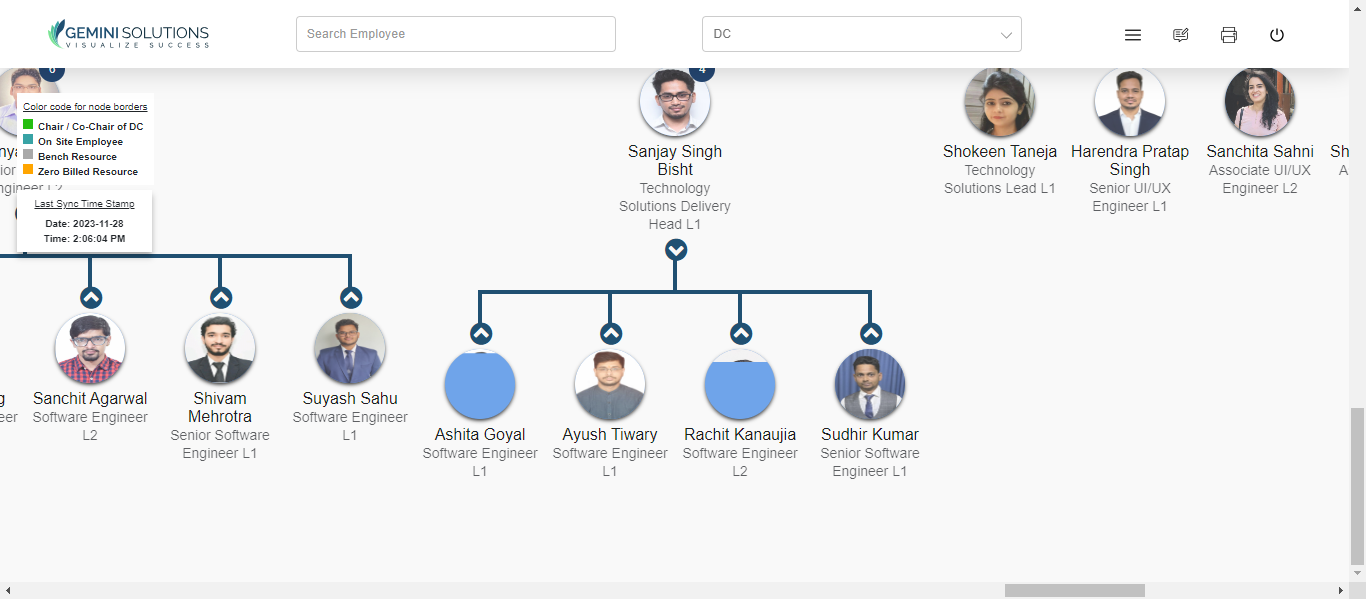 GEMINI SOLUTIONS
VISUALIZE SUCCESS
Search Employee
DC
6
4
Color code for node borders
Chair / Co-Chair of DC
On Site Employee
Bench Resource
Zero Billed Resource
Last Sync Time Stamp
Date: 2023-11-28
Time: 2:06:04 PM
Sanjay Singh
Bisht
Technology
Solutions Delivery
Head L1
Shokeen Taneja
Technology
Solutions Lead L1
Harendra Pratap
Singh
Senior UI/UX
Engineer L1
Sanchita Sahni
Associate UI/UX
Engineer L2
Sh
A
g
eer
Sanchit Agarwal
Software Engineer
L2
Shivam
Mehrotra
Senior Software
Engineer L1
Suyash Sahu
Software Engineer
L1
Ashita Goyal
Software Engineer
L1
Ayush Tiwary
Software Engineer
L1
Rachit Kanaujia
Software Engineer
L2
Sudhir Kumar
Senior Software
Engineer L1